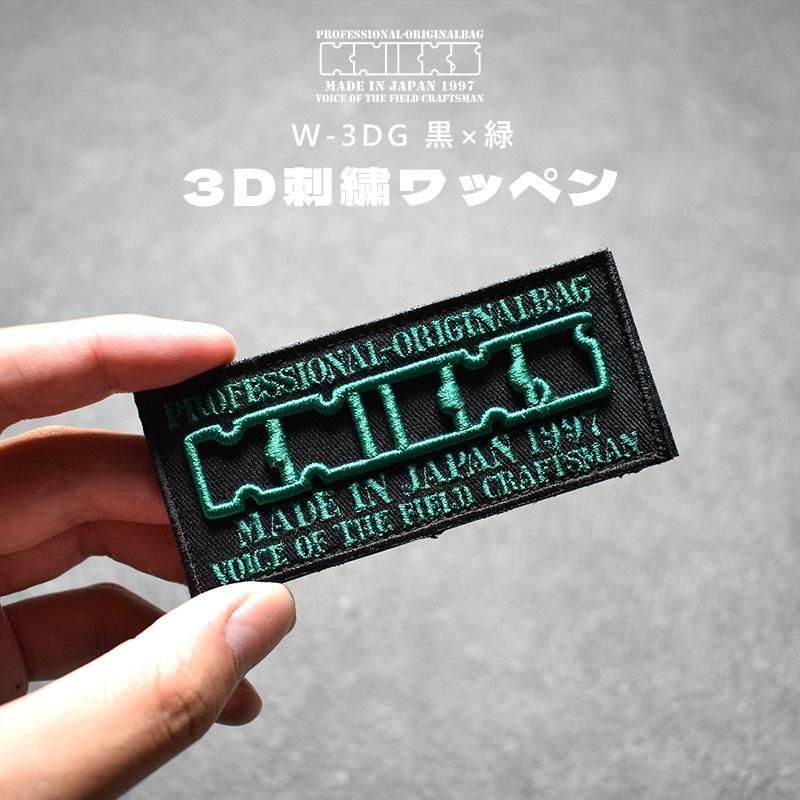 PROFESSIONAL-ORIGINALBAG
KNICKS
MADE IN JAPAN 1997
VOICE OF THE FIELD CRAFTSMAN
W-3DG 黒×緑
3D刺繍ワッペン
PROFESSIONAL-ORIGINALBAG
KNICKS
MADE IN JAPAN 1997
VOICE OF THE FIELD CRAFTSMAN